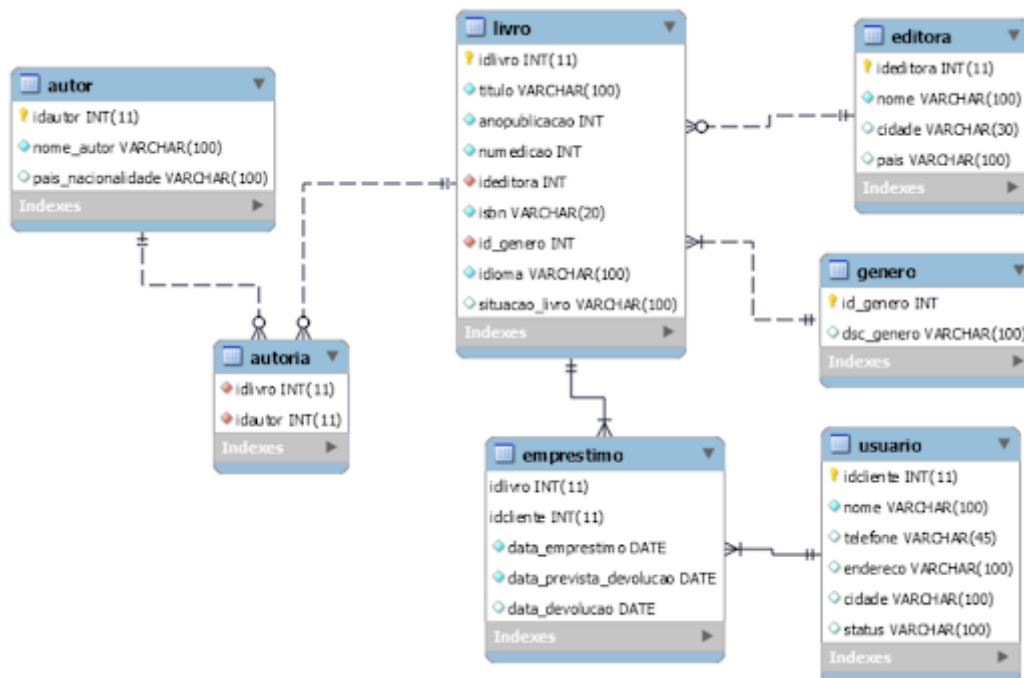 autor
idautor INT(11)
nome_autor VARCHAR(100)
pais_nacionalidade VARCHAR(100)
Indexes
livro
idlivro INT(11)
titulo VARCHAR(100)
anopublicacao INT
numedicao INT
ideditora INT
isbn VARCHAR(20)
id_genero INT
idioma VARCHAR(100)
situacao_livro VARCHAR(100)
Indexes
editora
ideditora INT(11)
nome VARCHAR(100)
cidade VARCHAR(30)
pais VARCHAR(100)
Indexes
genero
id_genero INT
dsc_genero VARCHAR(100)
Indexes
autoria
idlivro INT(11)
idautor INT(11)
Indexes
emprestimo
idlivro INT(11)
idcliente INT(11)
data_emprestimo DATE
data_prevista_devolucao DATE
data_devolucao DATE
Indexes
usuario
idcliente INT(11)
nome VARCHAR(100)
telefone VARCHAR(45)
endereco VARCHAR(100)
cidade VARCHAR(100)
status VARCHAR(100)
Indexes